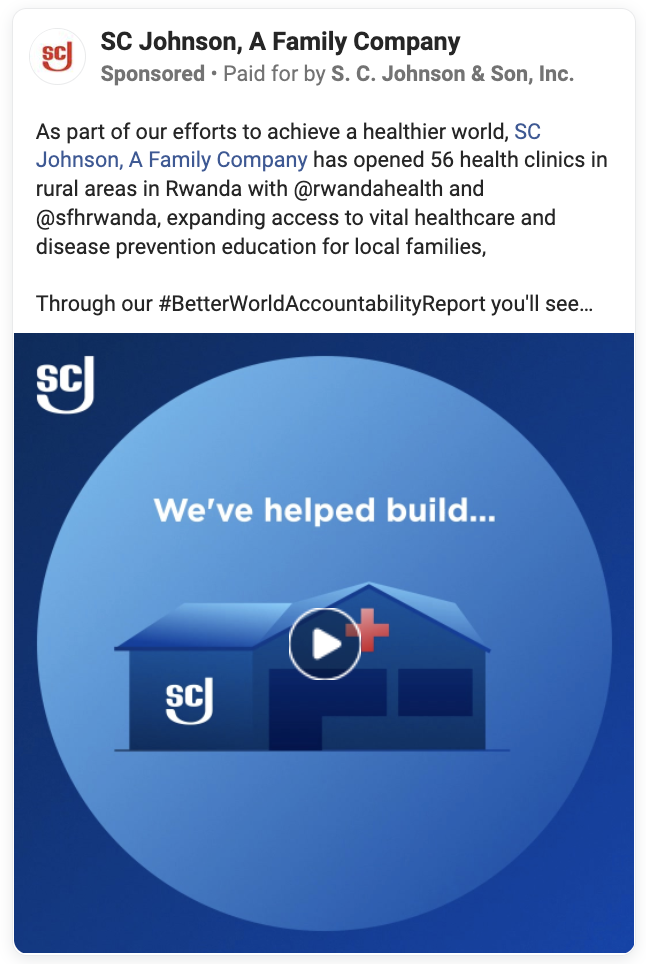 scj
SC Johnson, A Family Company
Sponsored • Paid for by S. C. Johnson & Son, Inc.
As part of our efforts to achieve a healthier world, SC
Johnson, A Family Company has opened 56 health clinics in
rural areas in Rwanda with @rwandahealth and
@sfhrwanda, expanding access to vital healthcare and
disease prevention education for local families,
Through our #BetterWorldAccountabilityReport you'll see...
scj
We've helped build...
scj